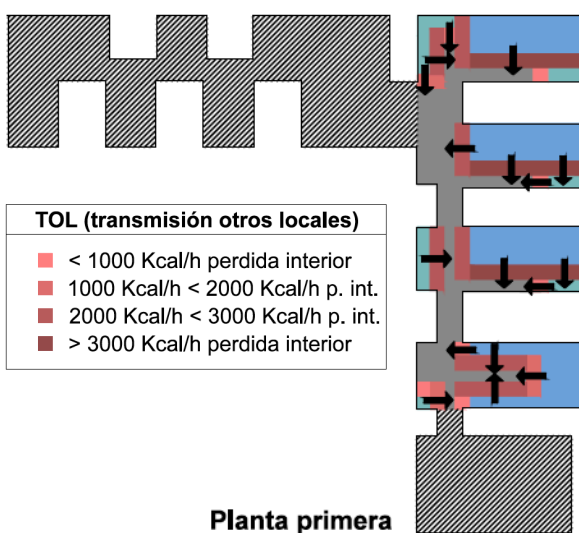 TOL (transmisión otros locales)
< 1000 Kcal/h perdida interior
1000 Kcal/h < 2000 Kcal/h p. int.
2000 Kcal/h < 3000 Kcal/h p. int.
> 3000 Kcal/h perdida interior
Planta primera